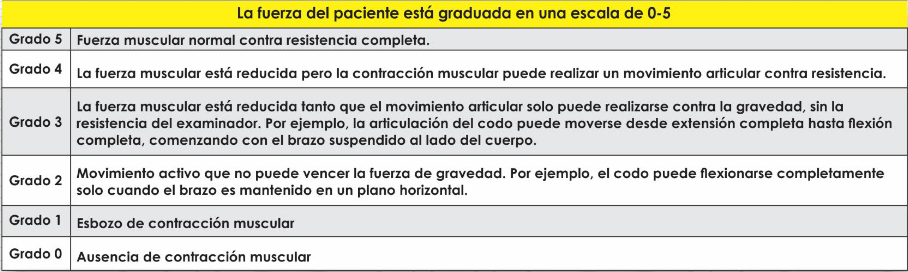 La fuerza del paciente está graduada en una escala de 0-5
Grado 5 Fuerza muscular normal contra resistencia completa.
Grado 4 La fuerza muscular está reducida pero la contracción muscular puede realizar un movimiento articular contra resistencia.
Grado 3 La fuerza muscular está reducida tanto que el movimiento articular solo puede realizarse contra la gravedad, sin la
resistencia del examinador. Por ejemplo, la articulación del codo puede moverse desde extensión completa hasta flexión
completa, comenzando con el brazo suspendido al lado del cuerpo.
Grado 2 Movimiento activo que no puede vencer la fuerza de gravedad. Por ejemplo, el codo puede flexionarse completamente
solo cuando el brazo es mantenido en un plano horizontal.
Grado 1 Esbozo de contracción muscular
Grado 0 Ausencia de contracción muscular